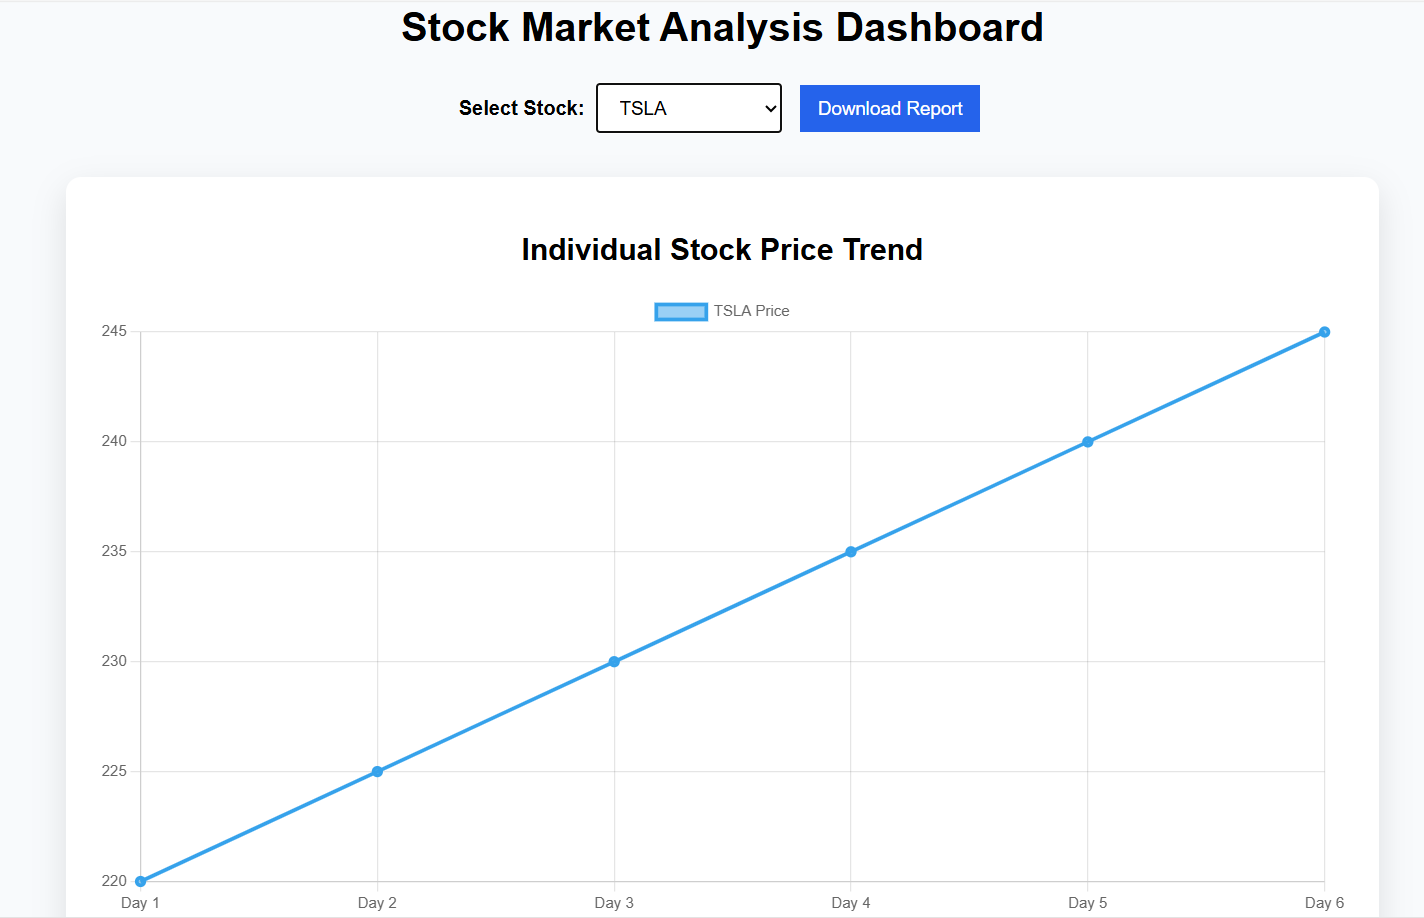 Stock Market Analysis Dashboard
Select Stock: TSLA Download Report
Individual Stock Price Trend
TSLA Price
245
240
235
230
225
220
Day 1 Day 2 Day 3 Day 4 Day 5 Day 6